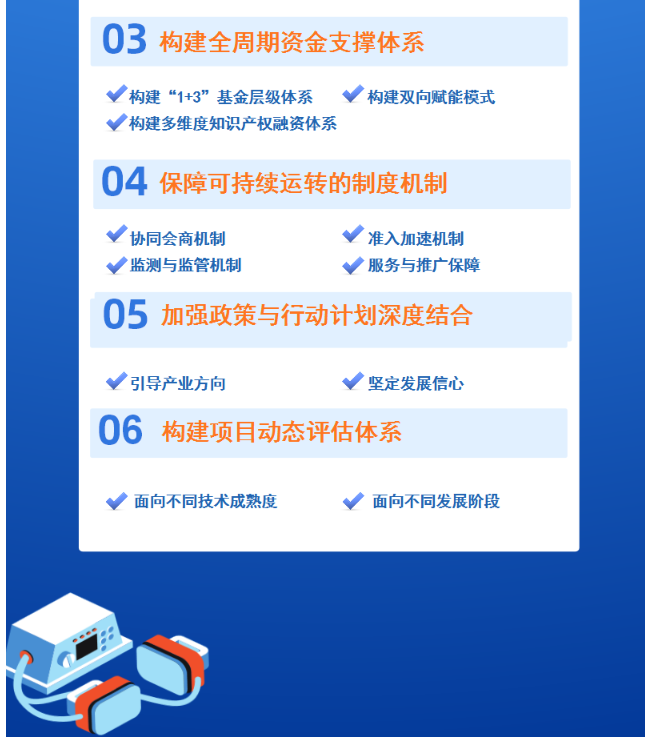 03 构建全周期资金支撑体系
构建“1+3”基金层级体系 构建双向赋能模式
构建多维度知识产权融资体系
04 保障可持续运转的制度机制
协同会商机制 准入加速机制
监测与监管机制 服务与推广保障
05 加强政策与行动计划深度结合
引导产业方向 坚定发展信心
06 构建项目动态评估体系
面向不同技术成熟度 面向不同发展阶段